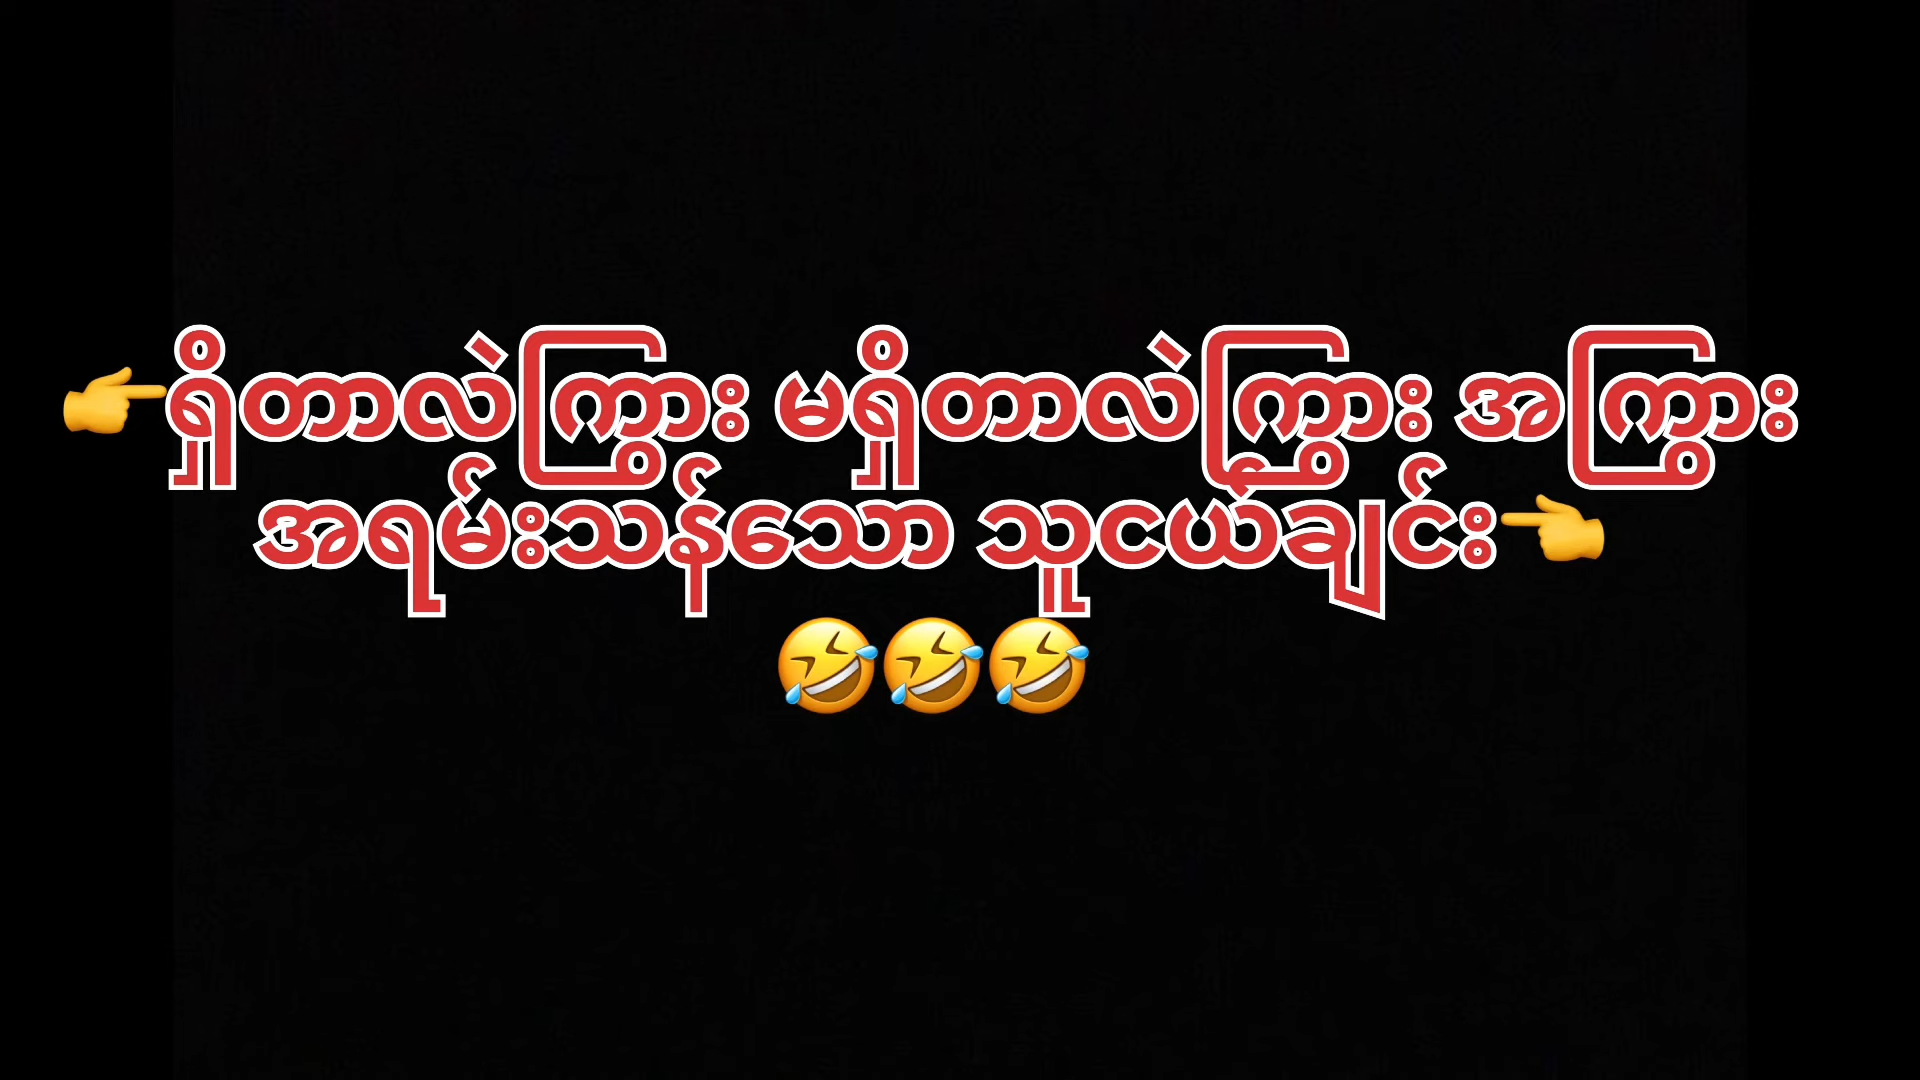 👉ရှိတာလဲကြွား မရှိတာလဲကြွား အကြွား
အရမ်းသန်သော သူငယ်ချင်း👈
🤣🤣🤣